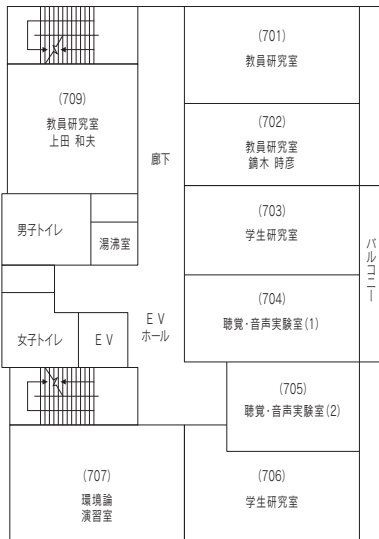 (701)
教員研究室
(709)
教員研究室
上田 和夫
廊下
(702)
教員研究室
鏑木 時彦
男子トイレ
湯沸室
(703)
学生研究室
バルコニー
女子トイレ
EV
EV
ホール
(704)
聴覚・音声実験室(1)
(705)
聴覚・音声実験室(2)
(707)
環境論
演習室
(706)
学生研究室